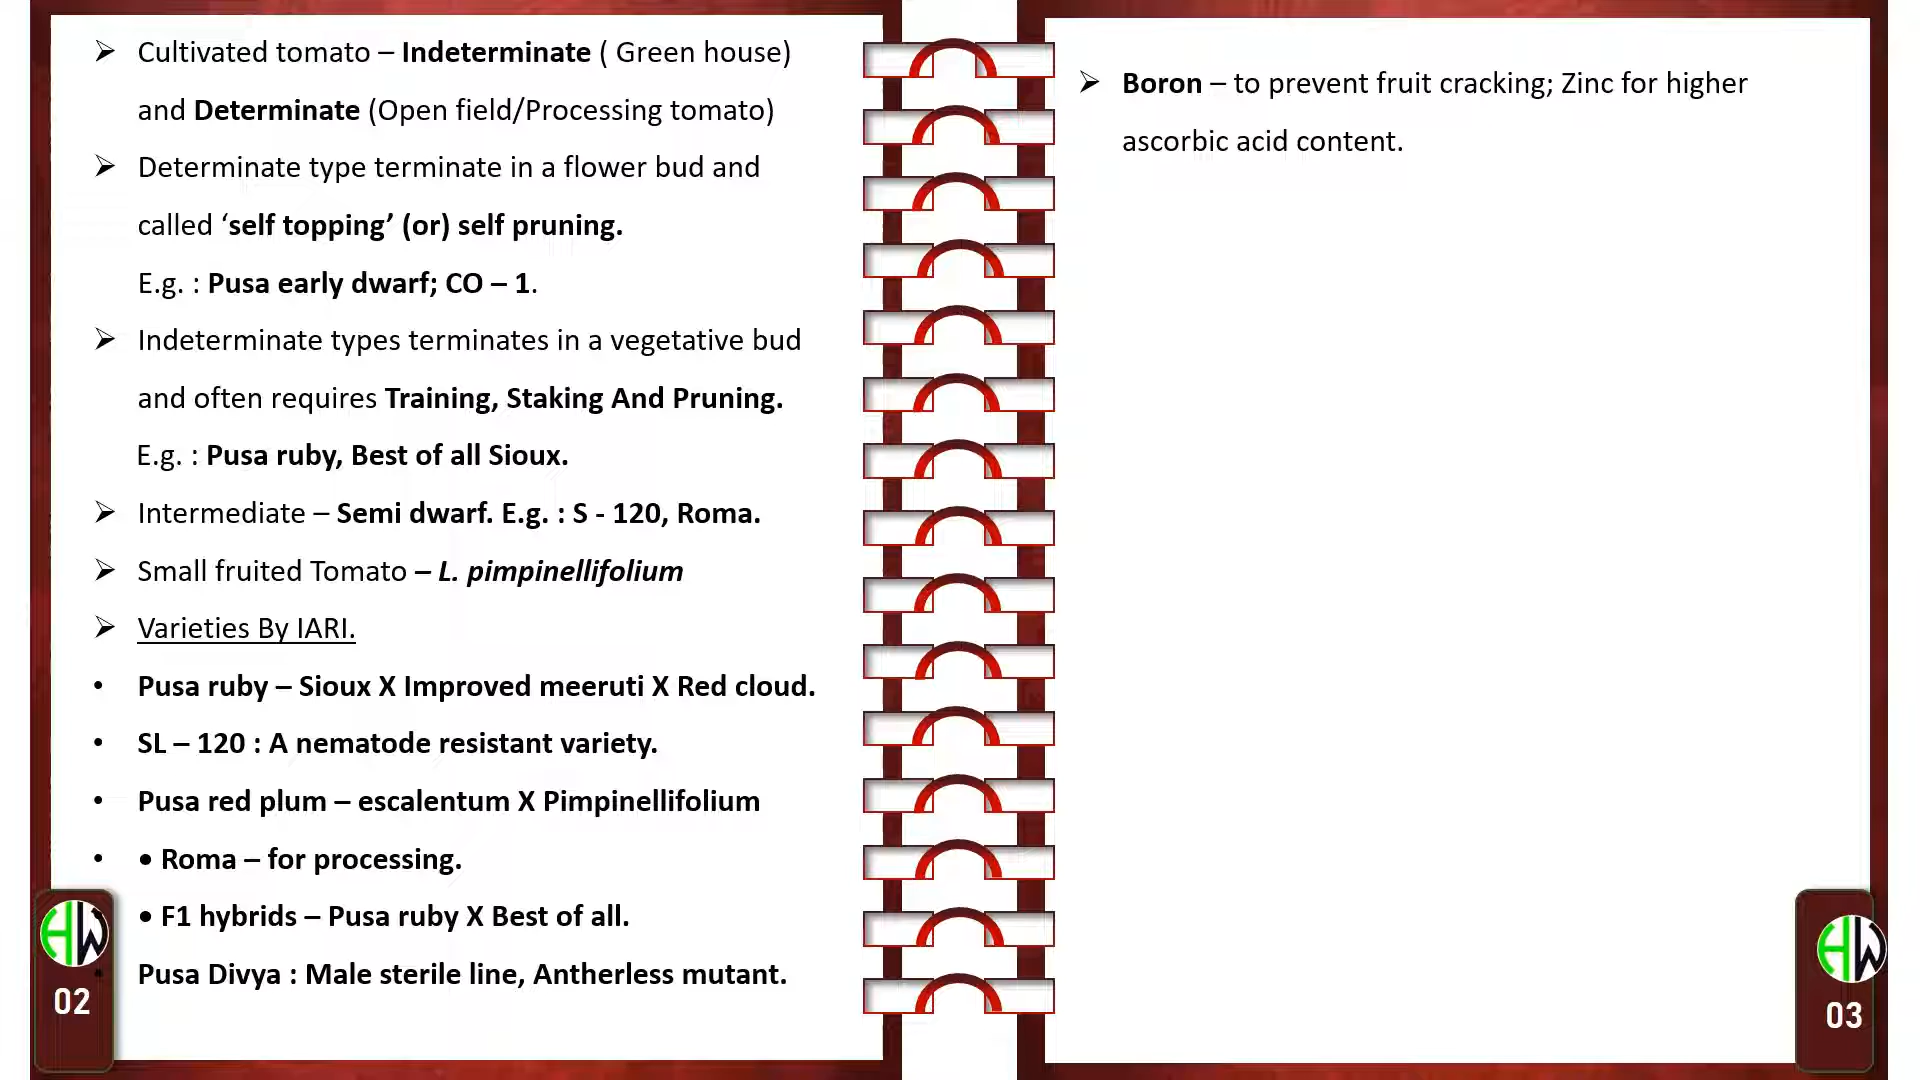 ➢ Cultivated tomato – Indeterminate ( Green house)
and Determinate (Open field/Processing tomato)
➢ Determinate type terminate in a flower bud and
called ‘self topping’ (or) self pruning.
E.g. : Pusa early dwarf; CO – 1.
➢ Indeterminate types terminates in a vegetative bud
and often requires Training, Staking And Pruning.
E.g. : Pusa ruby, Best of all Sioux.
➢ Intermediate – Semi dwarf. E.g. : S - 120, Roma.
➢ Small fruited Tomato – L. pimpinellifolium
➢ Varieties By IARI.
• Pusa ruby – Sioux X Improved meeruti X Red cloud.
• SL – 120 : A nematode resistant variety.
• Pusa red plum – escalentum X Pimpinellifolium
• • Roma – for processing.
• F1 hybrids – Pusa ruby X Best of all.
• Pusa Divya : Male sterile line, Antherless mutant.
HW
02
➢ Boron – to prevent fruit cracking; Zinc for higher
ascorbic acid content.
HW
03